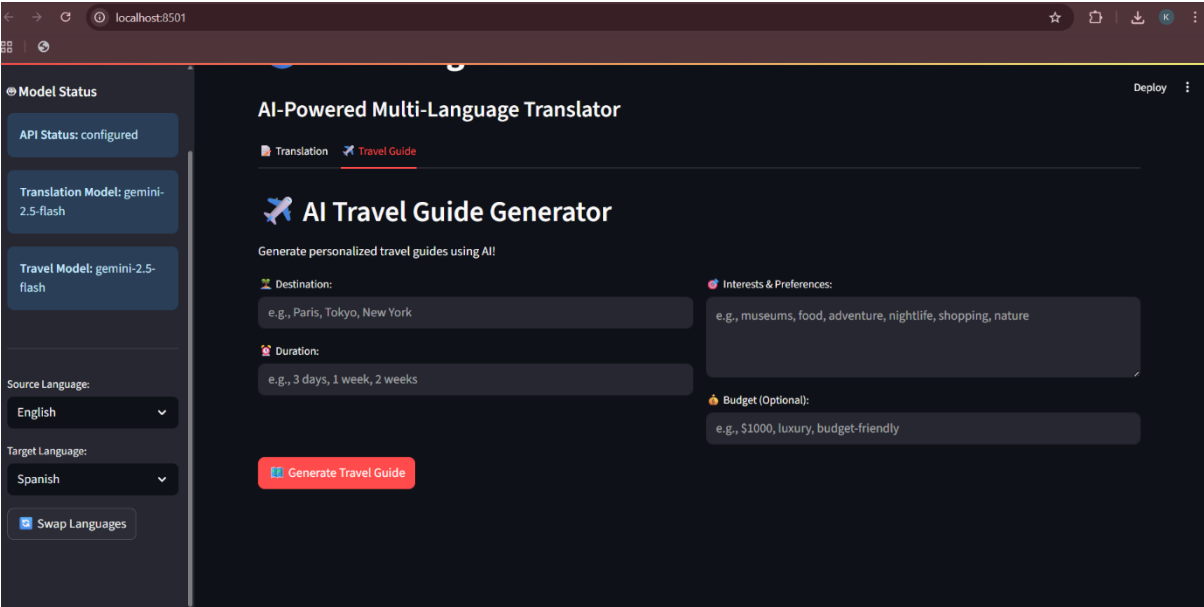 localhost:8501
K
Model Status
API Status: configured
Translation Model: gemini-
2.5-flash
Travel Model: gemini-2.5-
flash
Source Language:
English
Target Language:
Spanish
Swap Languages
Deploy
AI-Powered Multi-Language Translator
Translation Travel Guide
AI Travel Guide Generator
Generate personalized travel guides using AI!
Destination:
e.g., Paris, Tokyo, New York
Duration:
e.g., 3 days, 1 week, 2 weeks
Interests & Preferences:
e.g., museums, food, adventure, nightlife, shopping, nature
Budget (Optional):
e.g., $1000, luxury, budget-friendly
Generate Travel Guide